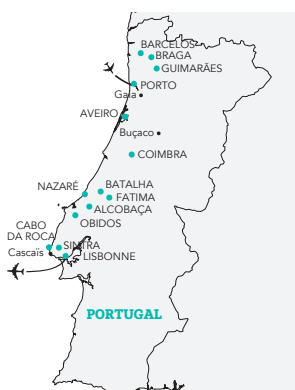 BARCELOS
BRAGA
GUIMARÃES
PORTO
Gaia
AVEIRO
Buçaco
COIMBRA
NAZARÉ
BATALHA
FATIMA
ALCOBAÇA
OBIDOS
CABO
DA ROCA
SINTRA
Cascaïs
LISBONNE
PORTUGAL